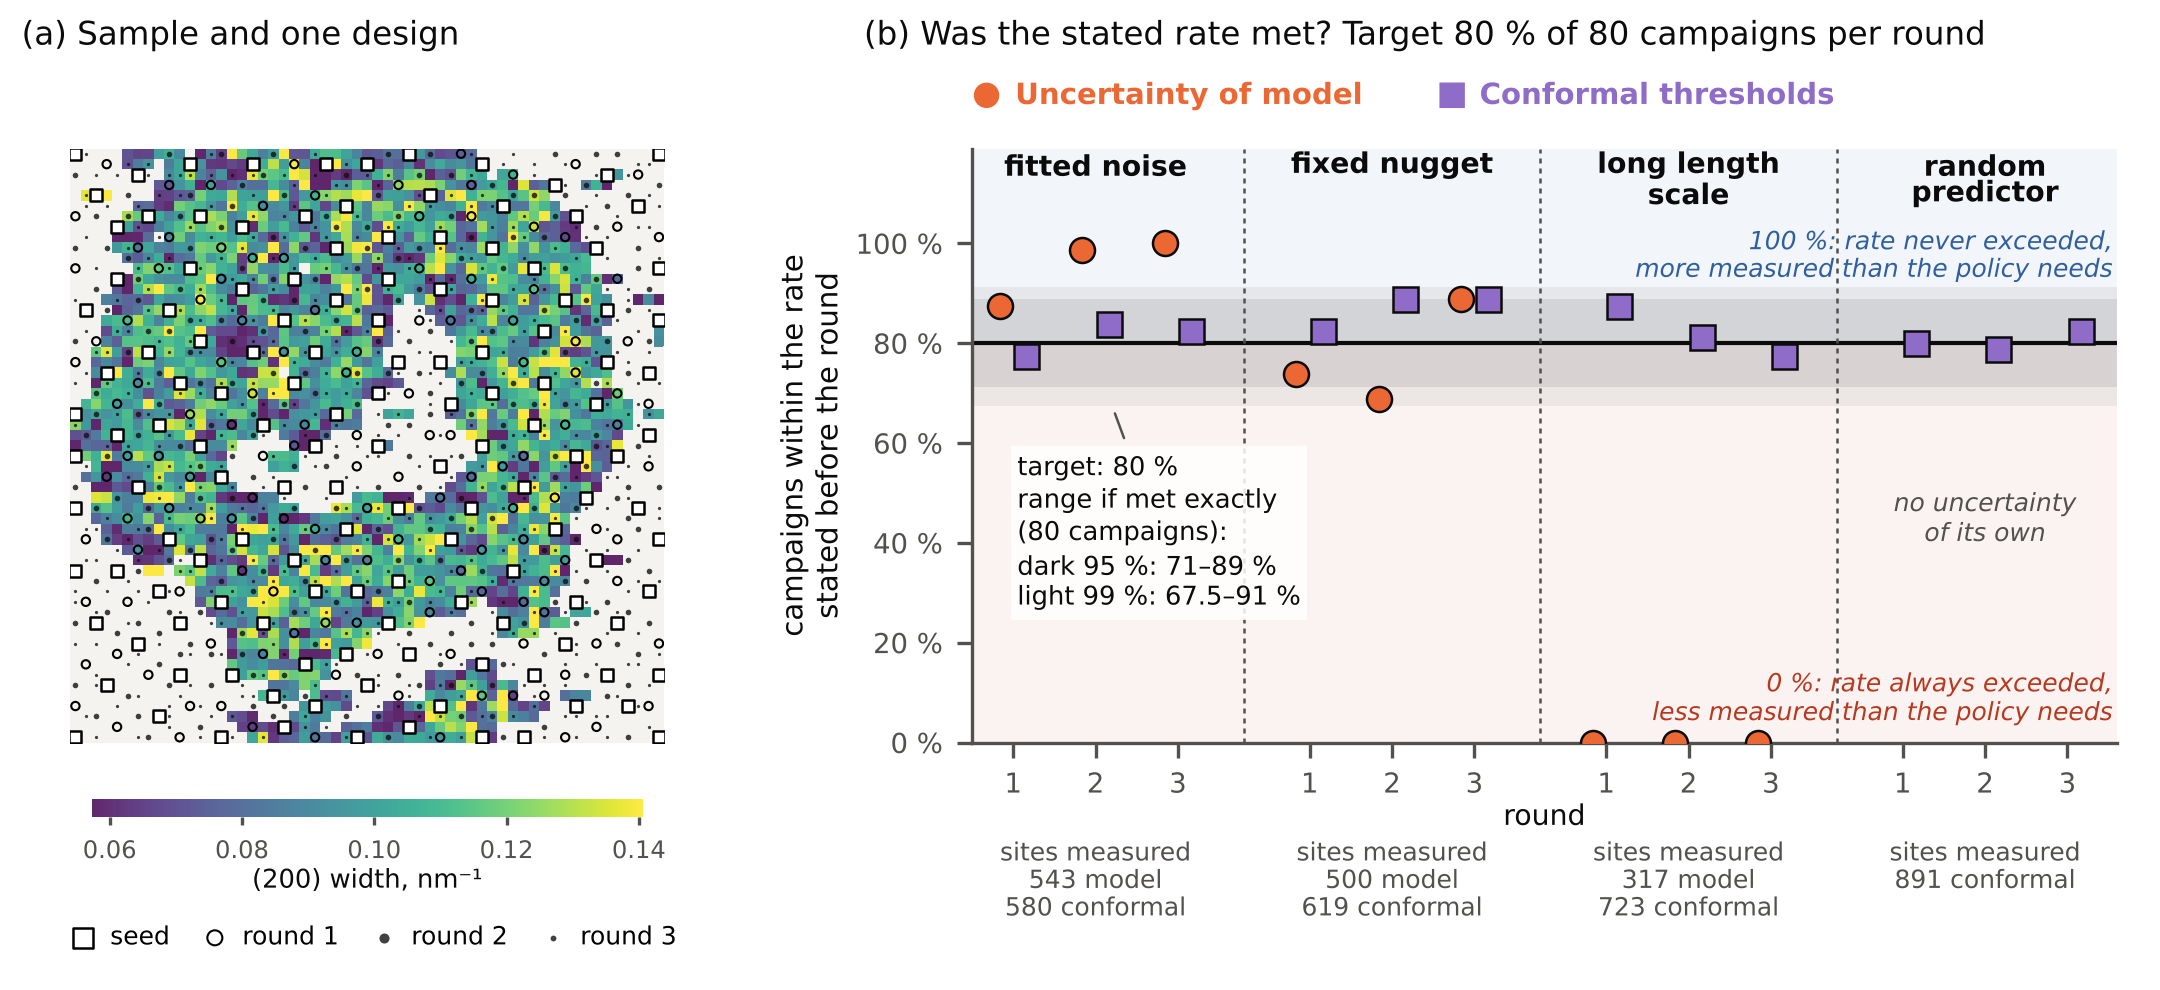 (a) Sample and one design
0.06 0.08 0.10 0.12 0.14
(200) width, nm⁻¹
seed round 1 round 2 round 3
(b) Was the stated rate met? Target 80 % of 80 campaigns per round
Uncertainty of model Conformal thresholds
campaigns within the rate
stated before the round
100 %
80 %
60 %
40 %
20 %
0 %
fitted noise
fixed nugget
long length
scale
random
predictor
100 %: rate never exceeded,
more measured than the policy needs
target: 80 %
range if met exactly
(80 campaigns):
dark 95 %: 71–89 %
light 99 %: 67.5–91 %
no uncertainty
of its own
0 %: rate always exceeded,
less measured than the policy needs
1 2 3 1 2 3 1 2 3 1 2 3
round
sites measured
543 model
580 conformal
sites measured
500 model
619 conformal
sites measured
317 model
723 conformal
sites measured
891 conformal